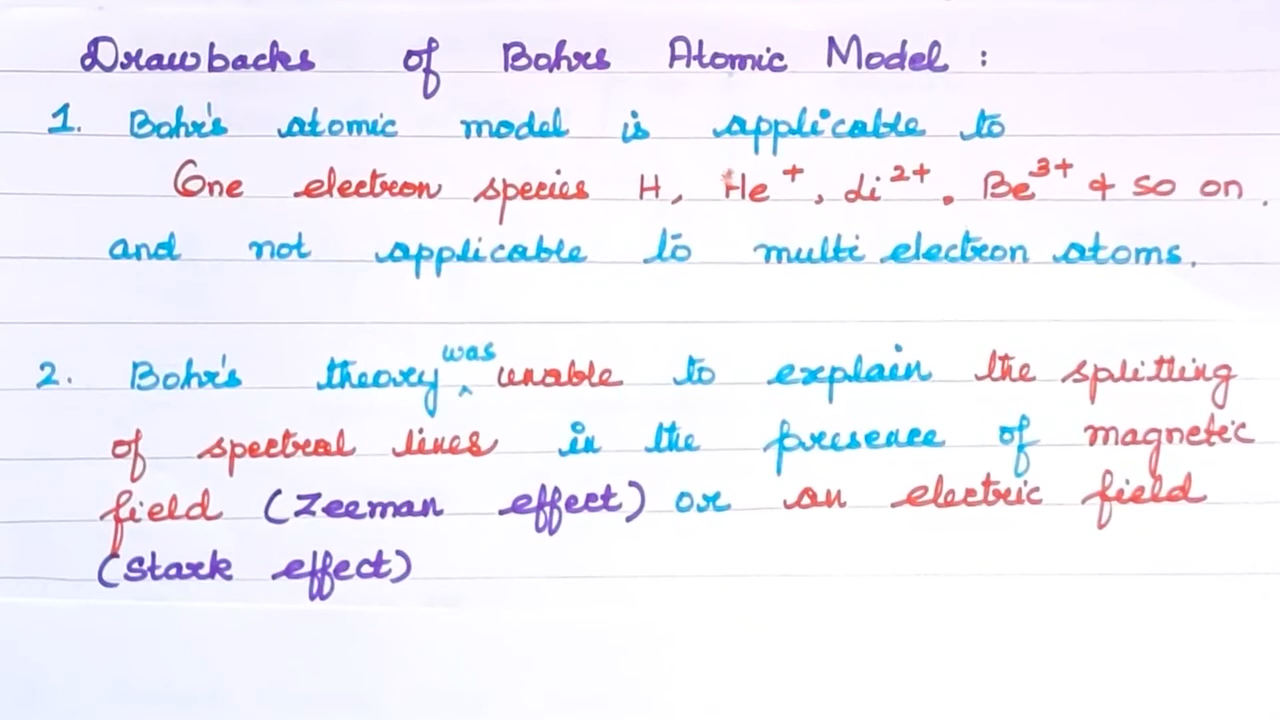 Drawbacks of Bohrs Atomic Model :
1. Bohr's atomic model is applicable to
One electron species H, He⁺, Li²⁺. Be³⁺ & so on.
and not applicable to multi electron atoms.
2. Bohr's theory was unable to explain the splitting
of spectral lines in the presence of magnetic
field (Zeeman effect) or an electric field
(Stark effect)